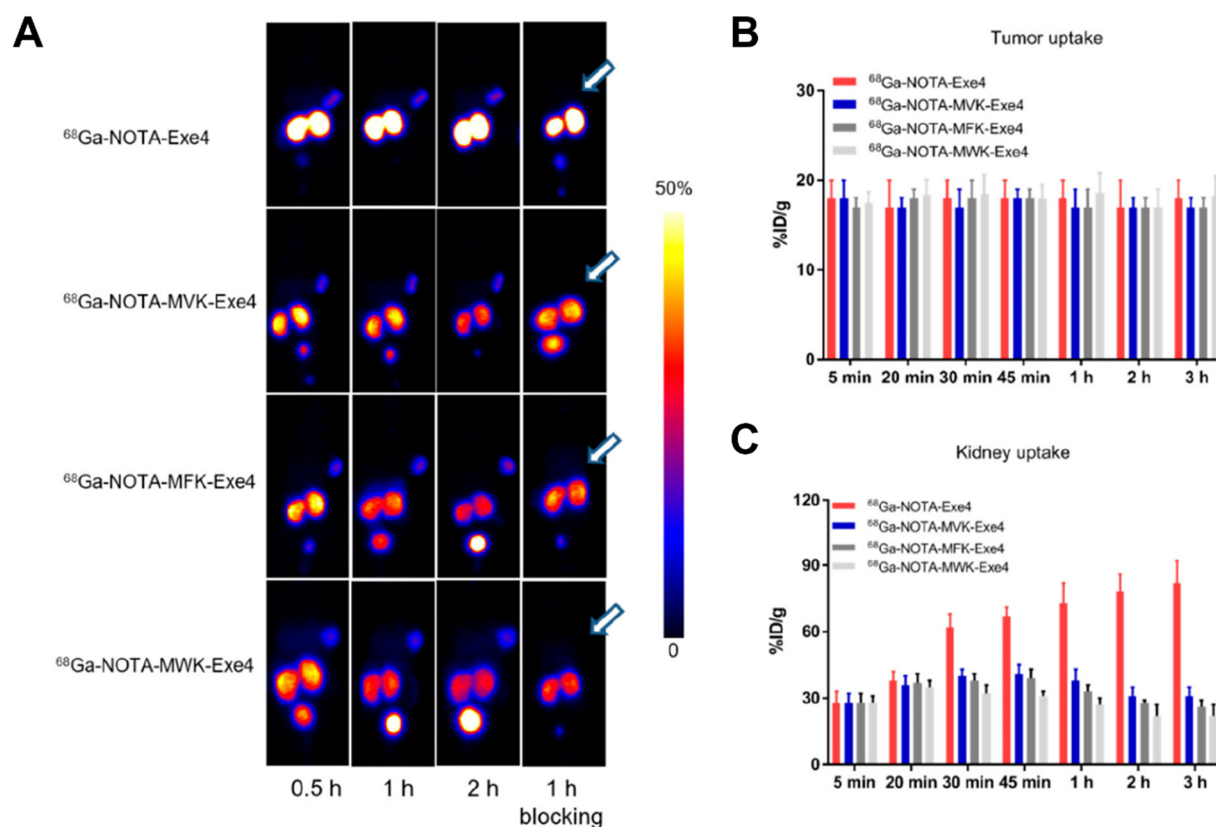 A
⁶⁸Ga-NOTA-Exe4
⁶⁸Ga-NOTA-MVK-Exe4
⁶⁸Ga-NOTA-MFK-Exe4
⁶⁸Ga-NOTA-MWK-Exe4
0.5 h
1 h
2 h
1 h
blocking
50%
0
B
Tumor uptake
⁶⁸Ga-NOTA-Exe4
⁶⁸Ga-NOTA-MVK-Exe4
⁶⁸Ga-NOTA-MFK-Exe4
⁶⁸Ga-NOTA-MWK-Exe4
%ID/g
30
20
10
0
5 min 20 min 30 min 45 min 1 h 2 h 3 h
C
Kidney uptake
⁶⁸Ga-NOTA-Exe4
⁶⁸Ga-NOTA-MVK-Exe4
⁶⁸Ga-NOTA-MFK-Exe4
⁶⁸Ga-NOTA-MWK-Exe4
%ID/g
120
90
60
30
0
5 min 20 min 30 min 45 min 1 h 2 h 3 h